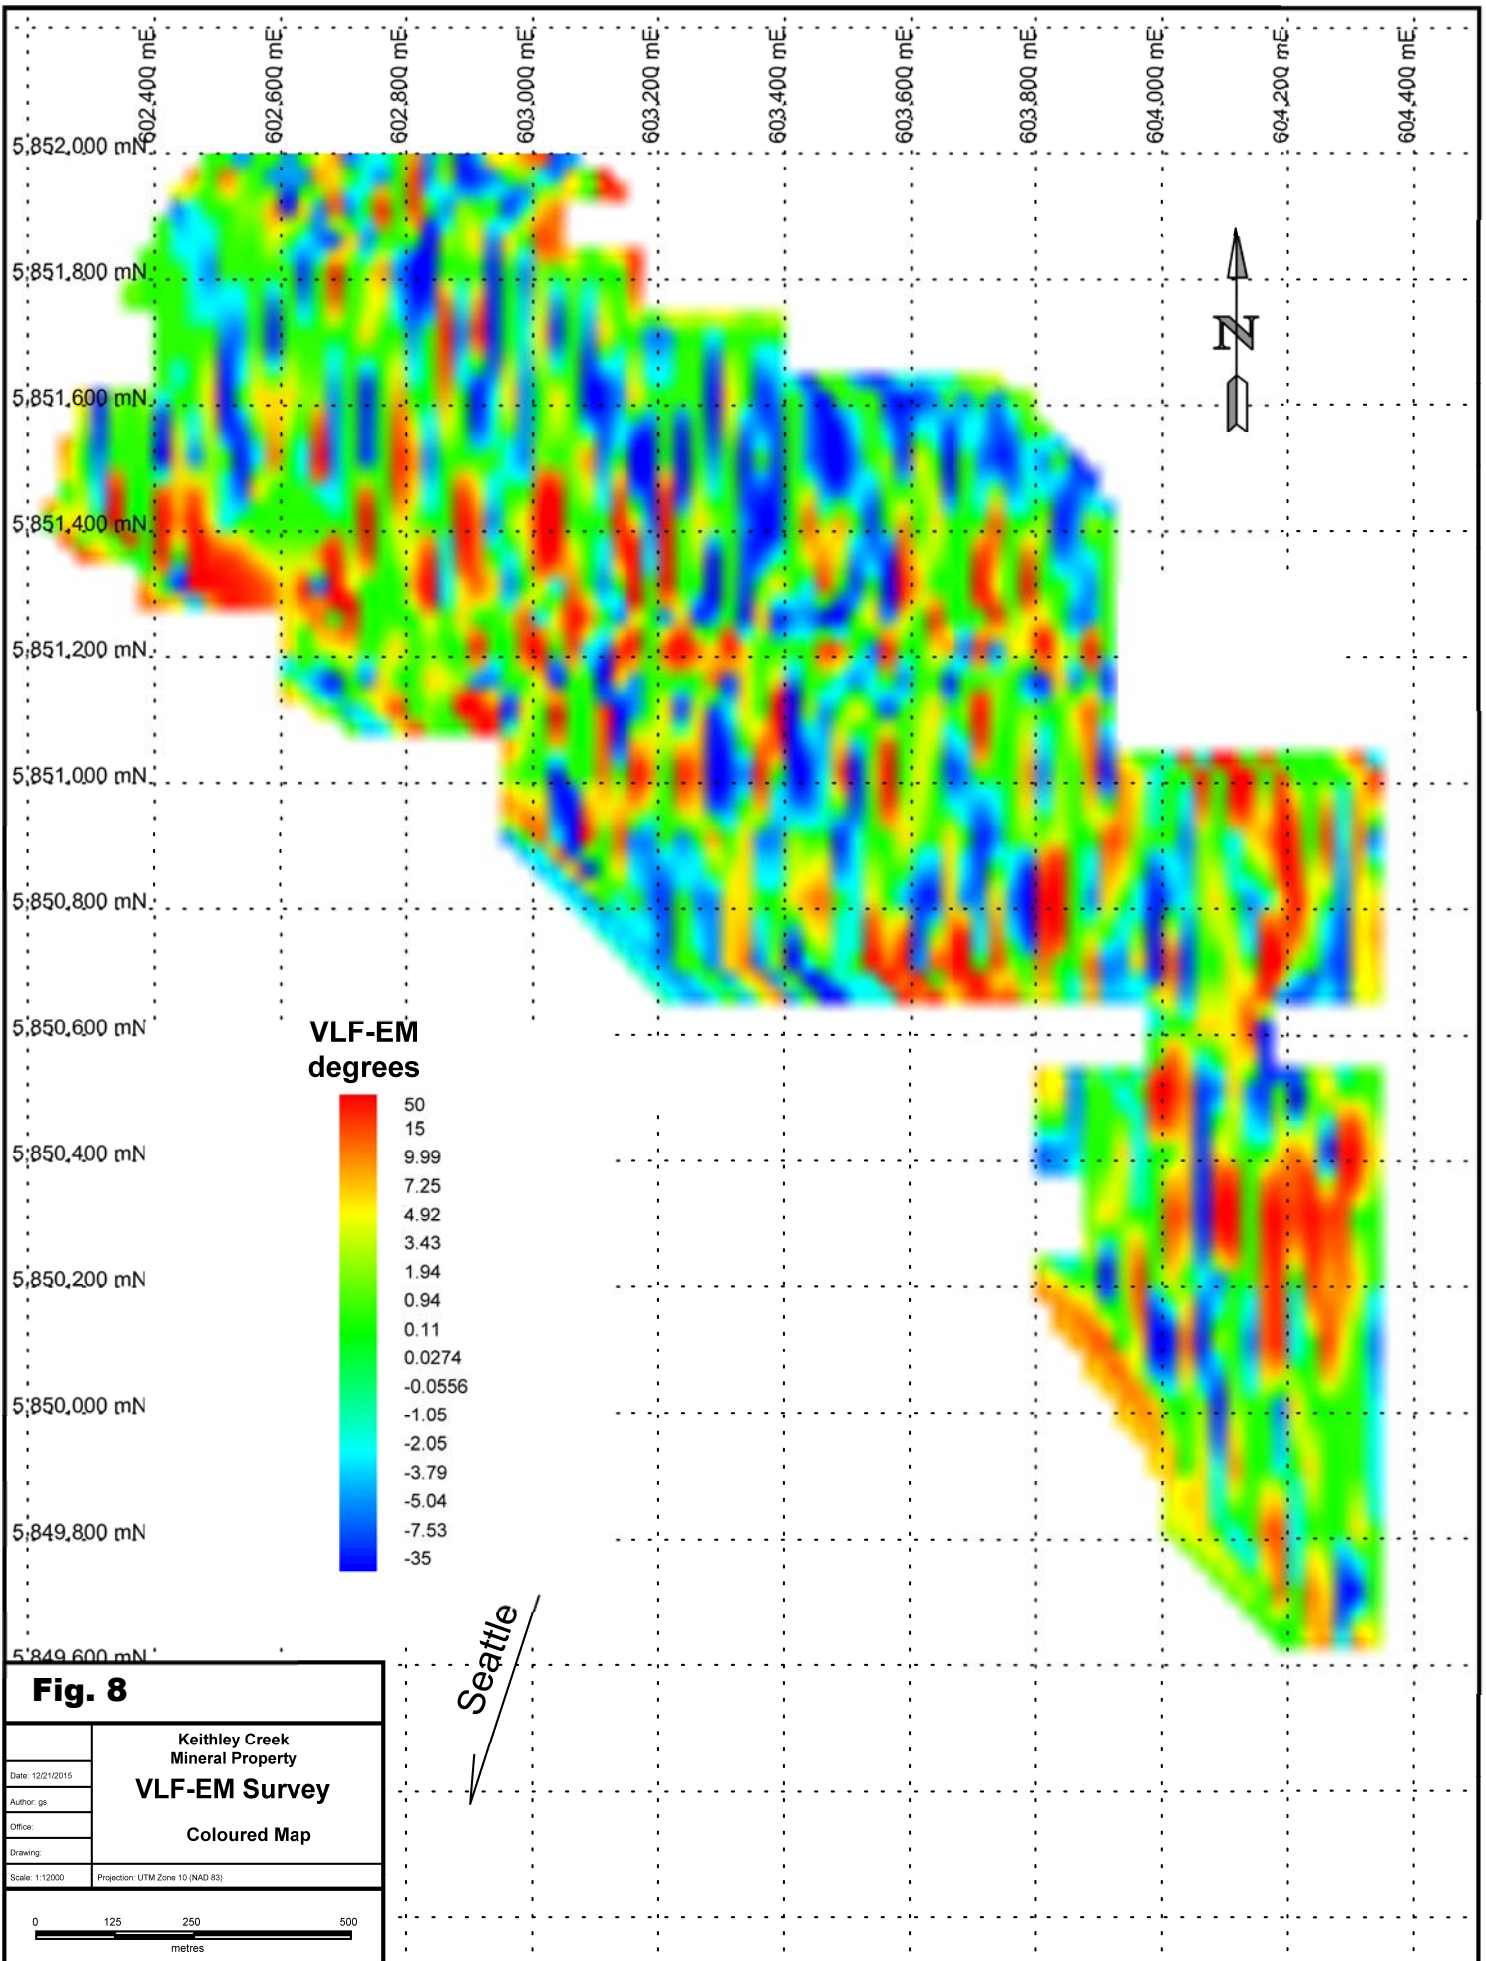 602,400 mE
602,600 mE
602,800 mE
603,000 mE
603,200 mE
603,400 mE
603,600 mE
603,800 mE
604,000 mE
604,200 mE
604,400 mE
5,852,000 mN
5,851,800 mN
5,851,600 mN
5,851,400 mN
5,851,200 mN
5,851,000 mN
5,850,800 mN
5,850,600 mN
5,850,400 mN
5,850,200 mN
5,850,000 mN
5,849,800 mN
5,849,600 mN
N
VLF-EM
degrees
50
15
9.99
7.25
4.92
3.43
1.94
0.94
0.11
0.0274
-0.0556
-1.05
-2.05
-3.79
-5.04
-7.53
-35
Seattle
Fig. 8
Keithley Creek
Mineral Property
VLF-EM Survey
Coloured Map
Date: 12/21/2015
Author: gs
Office:
Drawing:
Scale: 1:12000
Projection: UTM Zone 10 (NAD 83)
0 125 250 500
metres